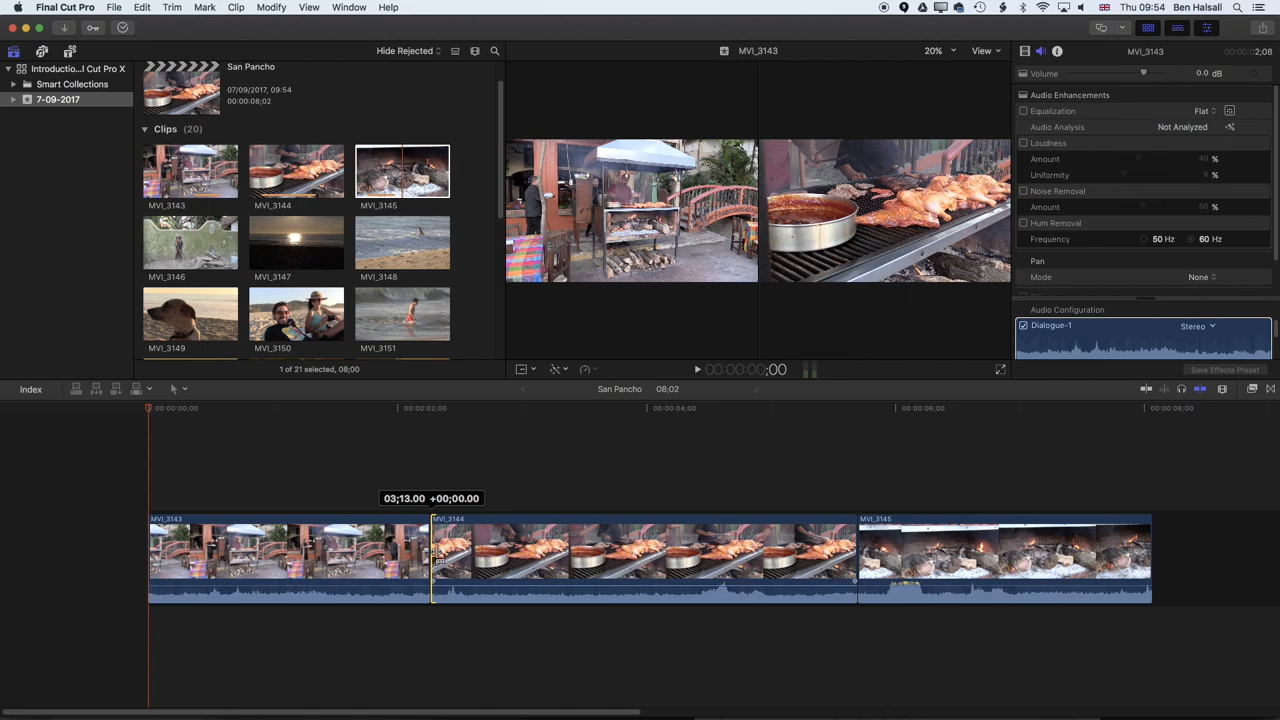 Final Cut Pro File Edit Trim Mark Clip Modify View Window Help Thu 09:54 Ben Halsall
Hide Rejected
MVI_3143 20% View
MVI_3143 00:00:02;08
Introductio...l Cut Pro X
Smart Collections
7-09-2017
San Pancho
07/09/2017, 09:54
00:00:08;02
Clips (20)
MVI_3143 MVI_3144 MVI_3145
MVI_3146 MVI_3147 MVI_3148
MVI_3149 MVI_3150 MVI_3151
1 of 21 selected, 08;00
00:00:00;00
Volume 0.0 dB
Audio Enhancements
Equalization Flat
Audio Analysis Not Analyzed
Loudness
Amount 40 %
Uniformity 6 %
Noise Removal
Amount 50 %
Hum Removal
Frequency 50 Hz 60 Hz
Pan
Mode None
Audio Configuration
Dialogue-1 Stereo
Save Effects Preset
Index San Pancho 08;02
00:00:00;00 00:00:02;00 00:00:04;00 00:00:06;00 00:00:08;00
03;13.00 +00;00.00
MVI_3143 MVI_3144 MVI_3145